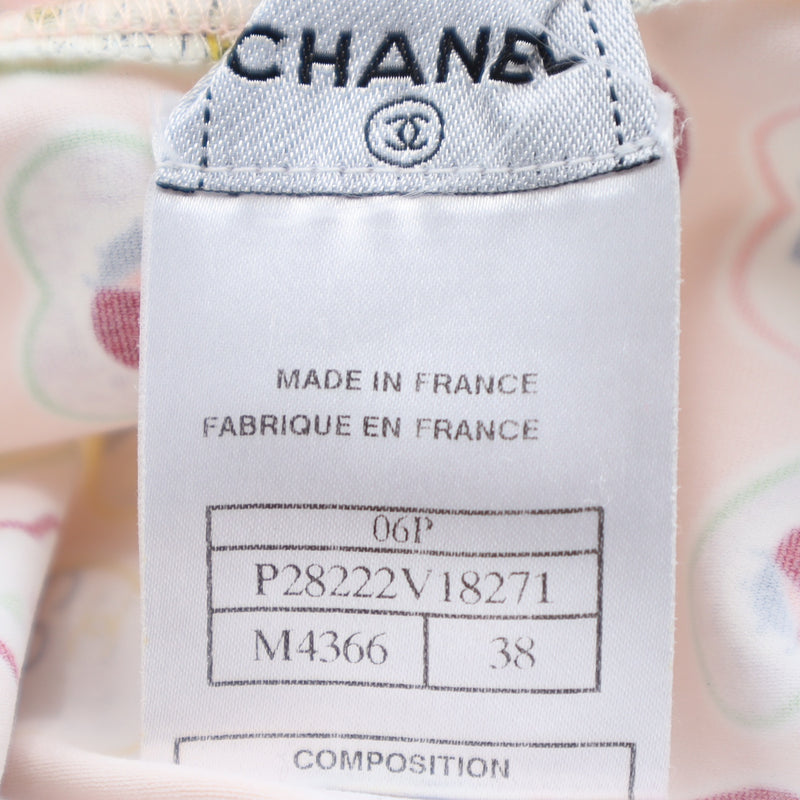 CHANEL
MADE IN FRANCE
FABRIQUE EN FRANCE
06P
P28222V18271
M4366 38
COMPOSITION